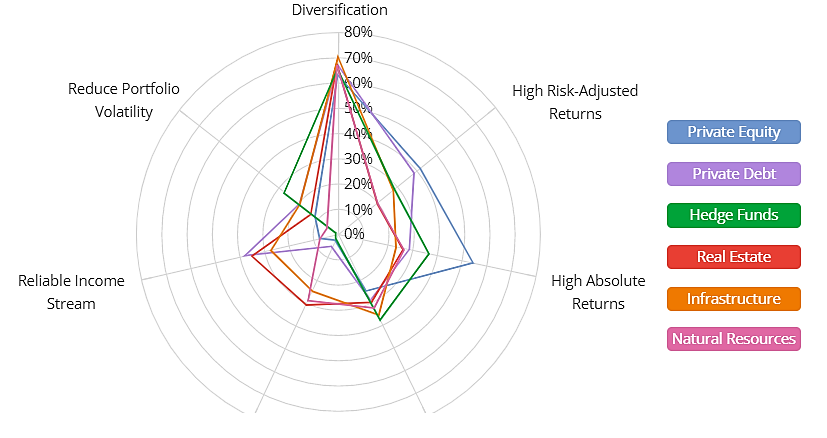 Diversification
80%
70%
60%
50%
40%
30%
20%
10%
0%
High Risk-Adjusted
Returns
High Absolute
Returns
Reliable Income
Stream
Reduce Portfolio
Volatility
Private Equity
Private Debt
Hedge Funds
Real Estate
Infrastructure
Natural Resources